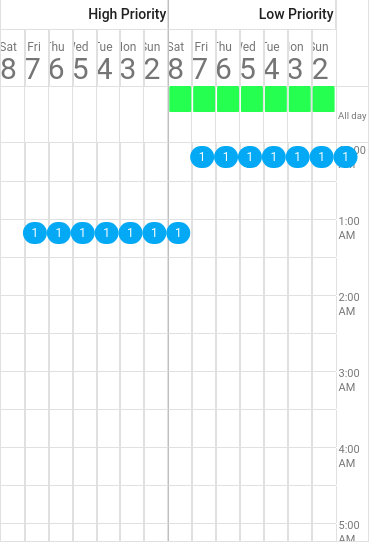 High Priority Low Priority
Sat Fri Thu Wed Tue Mon Sun Sat Fri Thu Wed Tue Mon Sun
8 7 6 5 4 3 2 8 7 6 5 4 3 2
All day
1 1 1 1 1 1 1 :00
1:00
AM
1 1 1 1 1 1 1
2:00
AM
3:00
AM
4:00
AM
5:00
AM